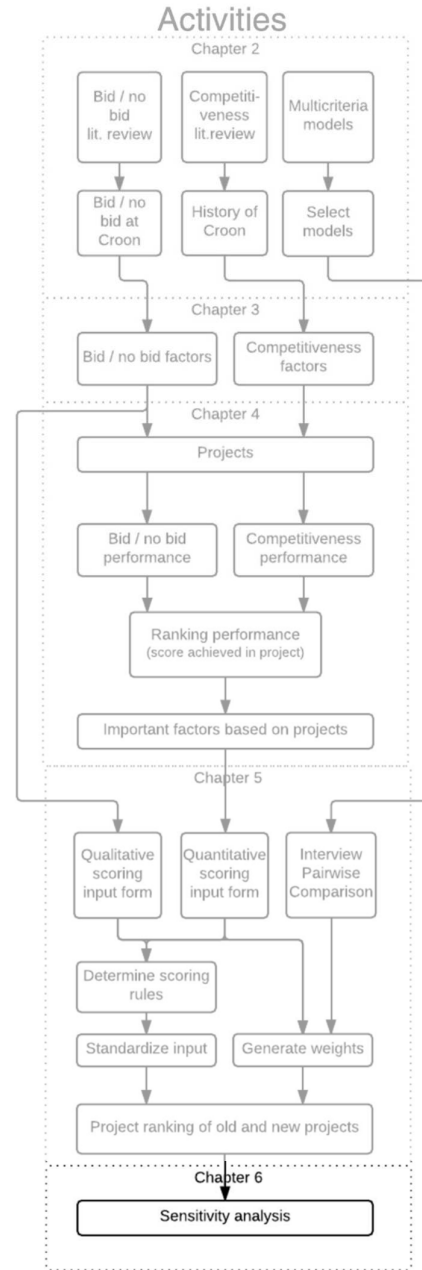 Activities
Chapter 2
Bid / no
bid
lit. review
Competiti-
veness
lit.review
Multicriteria
models
Bid / no
bid at
Croon
History of
Croon
Select
models
Chapter 3
Bid / no bid factors
Competitiveness
factors
Chapter 4
Projects
Bid / no bid
performance
Competitiveness
performance
Ranking performance
(score achieved in project)
Important factors based on projects
Chapter 5
Qualitative
scoring
input form
Quantitative
scoring
input form
Interview
Pairwise
Comparison
Determine scoring
rules
Standardize input
Generate weights
Project ranking of old and new projects
Chapter 6
Sensitivity analysis